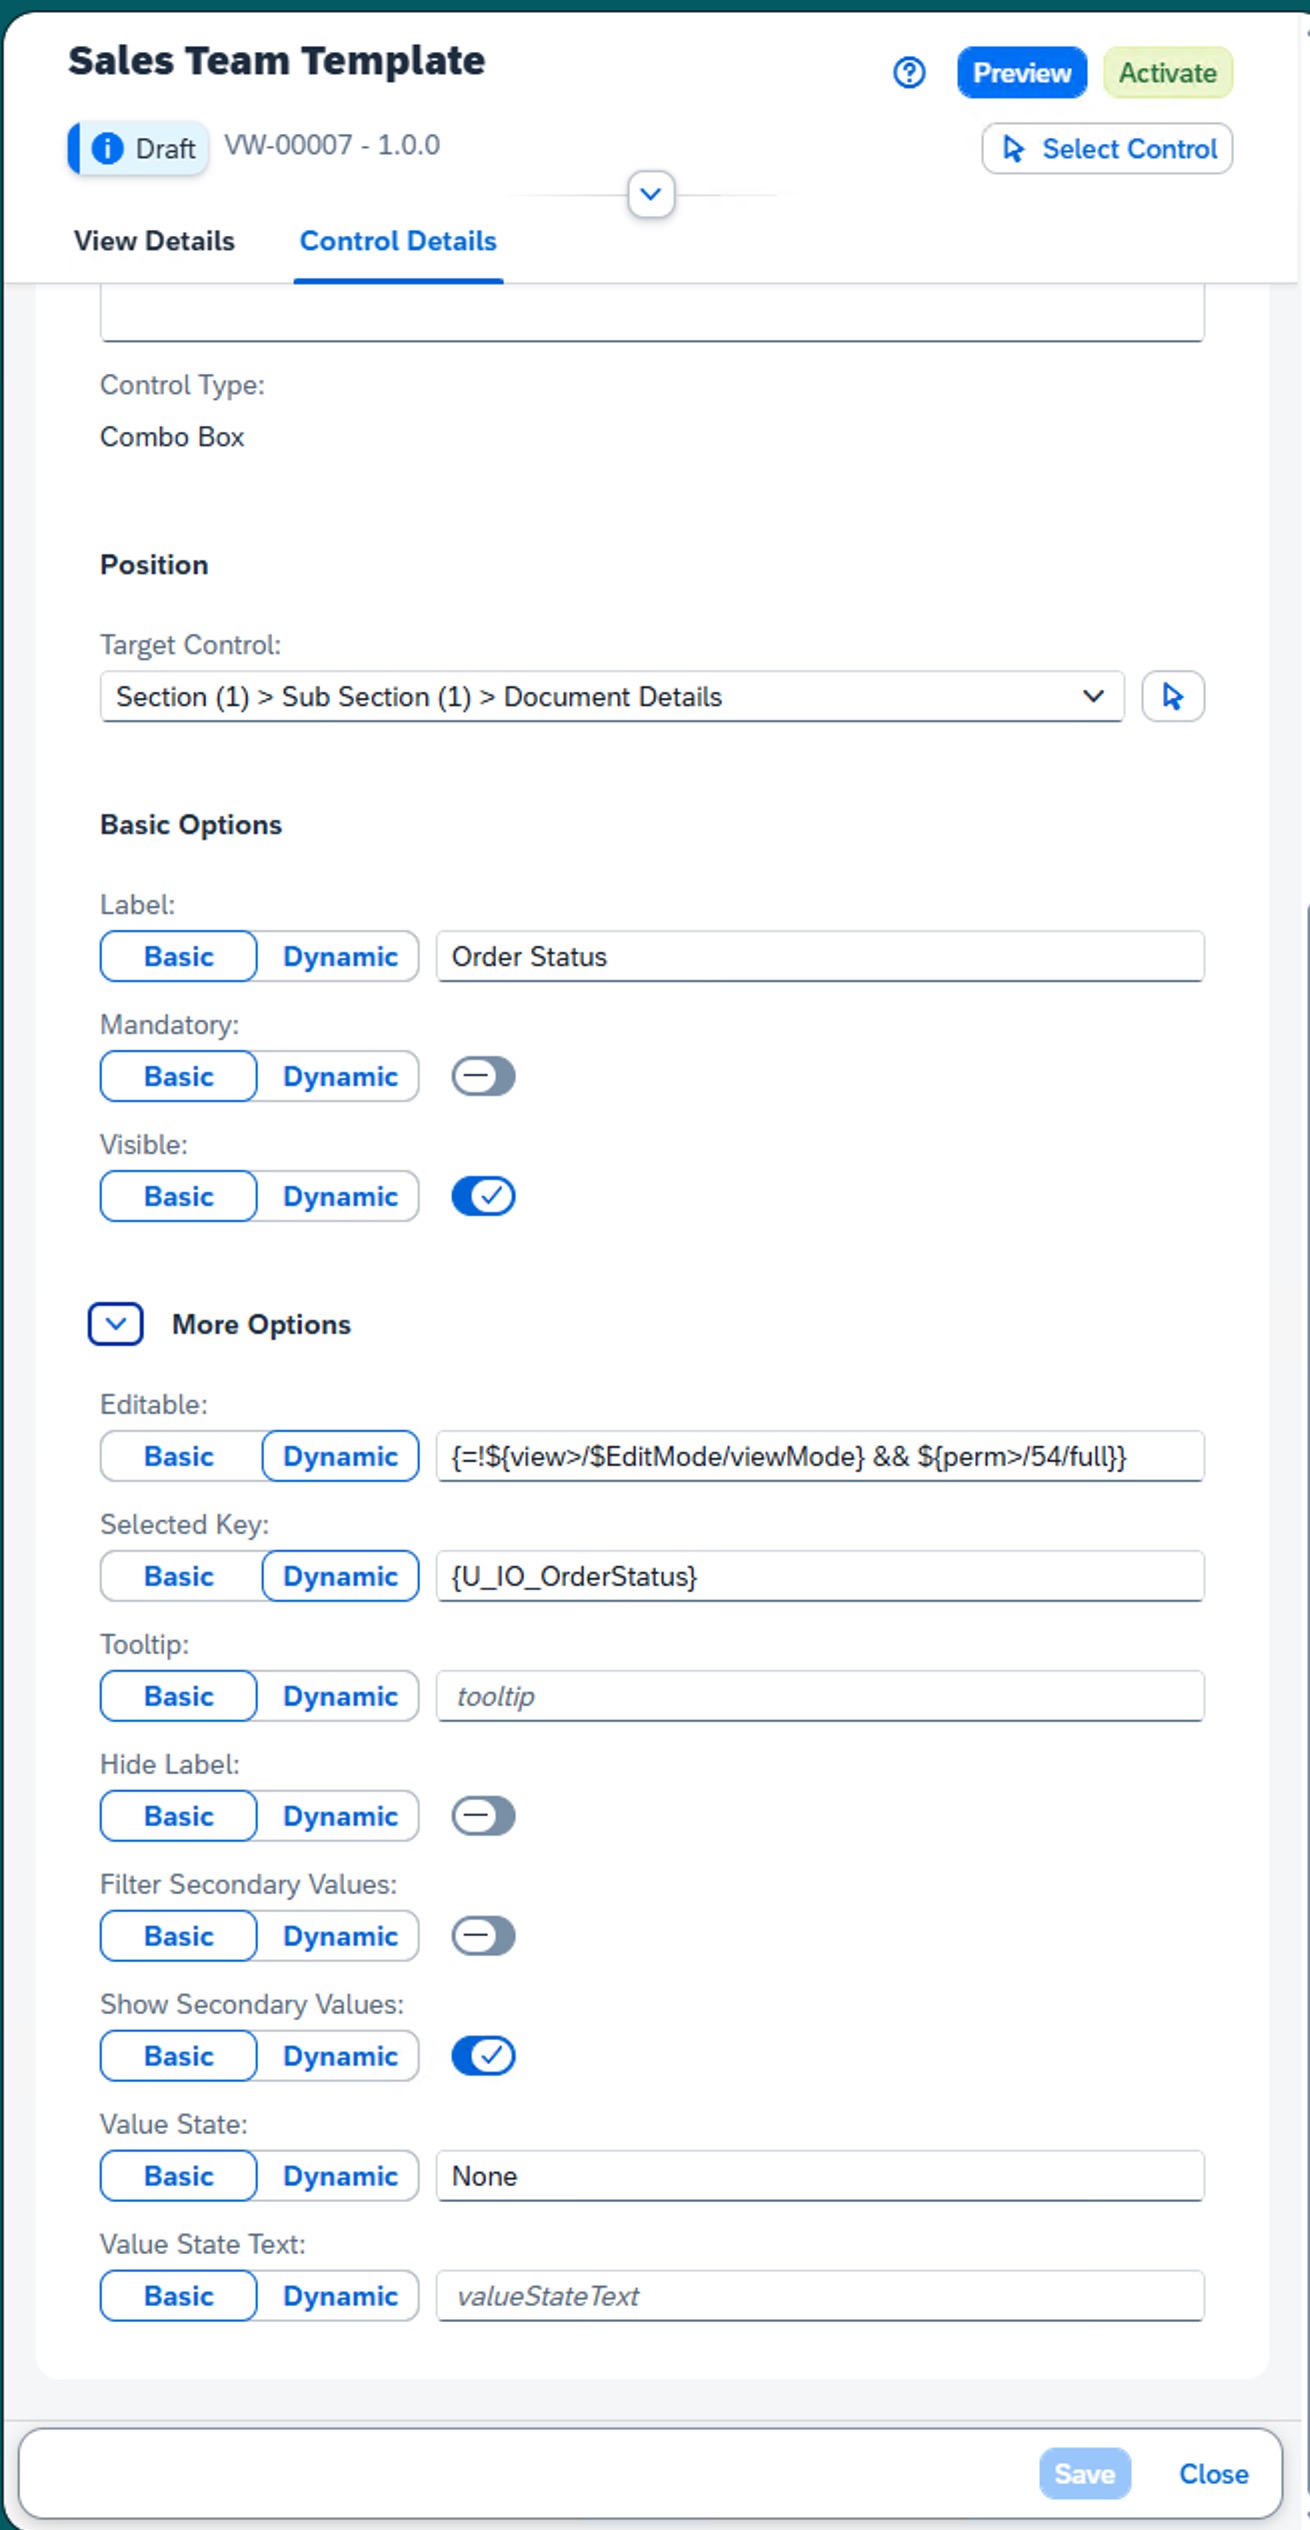 Sales Team Template
Preview
Activate
Draft
VW-00007 - 1.0.0
Select Control
View Details
Control Details
Control Type:
Combo Box
Position
Target Control:
Section (1) > Sub Section (1) > Document Details
Basic Options
Label:
Basic Dynamic Order Status
Mandatory:
Basic Dynamic
Visible:
Basic Dynamic
More Options
Editable:
Basic Dynamic {=!${view>/$EditMode/viewMode} && ${perm>/54/full}}
Selected Key:
Basic Dynamic {U_IO_OrderStatus}
Tooltip:
Basic Dynamic tooltip
Hide Label:
Basic Dynamic
Filter Secondary Values:
Basic Dynamic
Show Secondary Values:
Basic Dynamic
Value State:
Basic Dynamic None
Value State Text:
Basic Dynamic valueStateText
Save Close